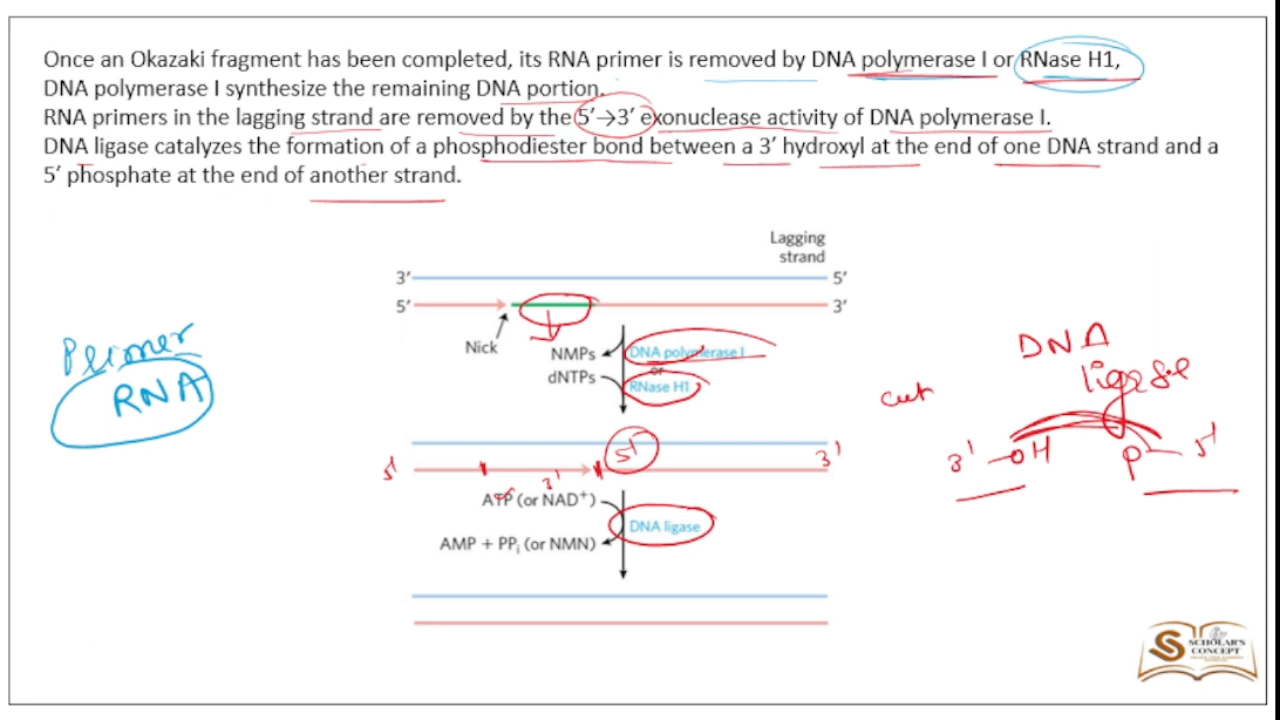 Once an Okazaki fragment has been completed, its RNA primer is removed by DNA polymerase I or RNase H1,
DNA polymerase I synthesize the remaining DNA portion.
RNA primers in the lagging strand are removed by the 5′→3′ exonuclease activity of DNA polymerase I.
DNA ligase catalyzes the formation of a phosphodiester bond between a 3′ hydroxyl at the end of one DNA strand and a
5′ phosphate at the end of another strand.
Lagging
strand
3′ 5′
5′ 3′
Nick
NMPs DNA polymerase I
or
dNTPs RNase H1
Primer
RNA
DNA
ligase
cut
3' -OH P- 5'
5'
5' 3' 3'
ATP (or NAD⁺)
DNA ligase
AMP + PPᵢ (or NMN)
S SCHOLAR'S
CONCEPT